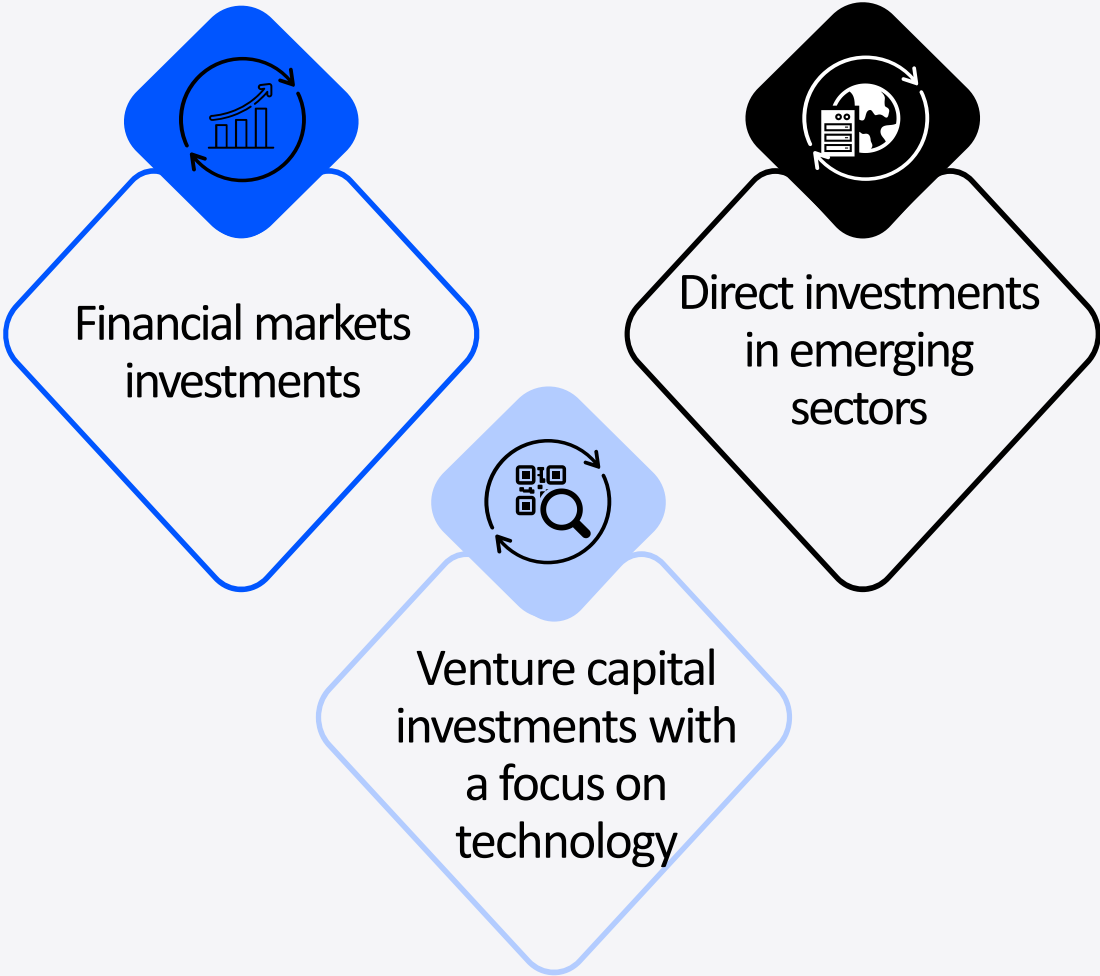 Financial markets
investments
Direct investments
in emerging
sectors
Venture capital
investments with
a focus on
technology